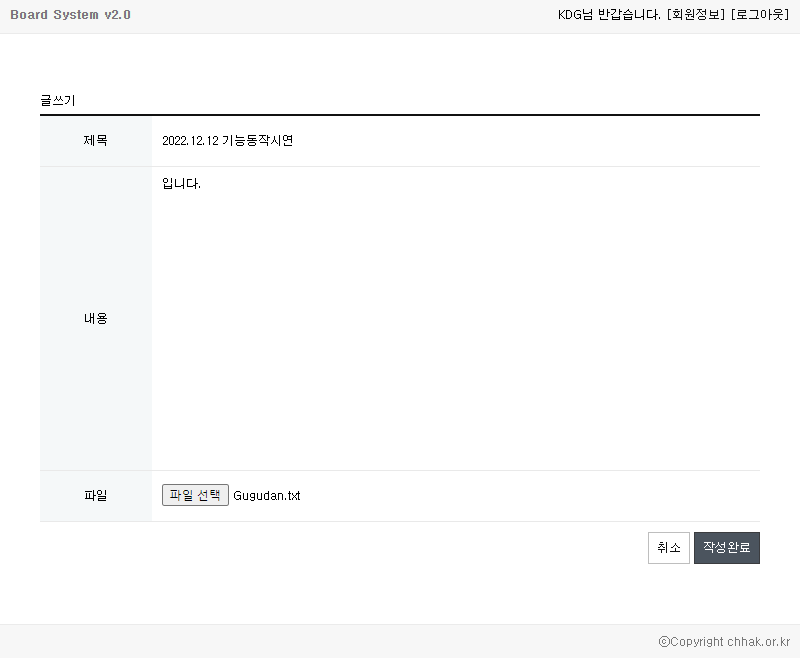 Board System v2.0
KDG님 반갑습니다. [회원정보] [로그아웃]
글쓰기
제목
2022.12.12 기능동작시연
내용
입니다.
파일
파일 선택 Gugudan.txt
취소
작성완료
ⓒCopyright chhak.or.kr